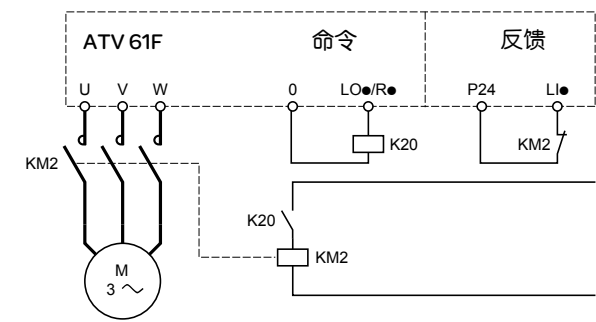 ATV 61F 命令 反馈
U V W 0 LO●/R● P24 LI●
K20 KM2
KM2
K20
KM2
M
3 ~